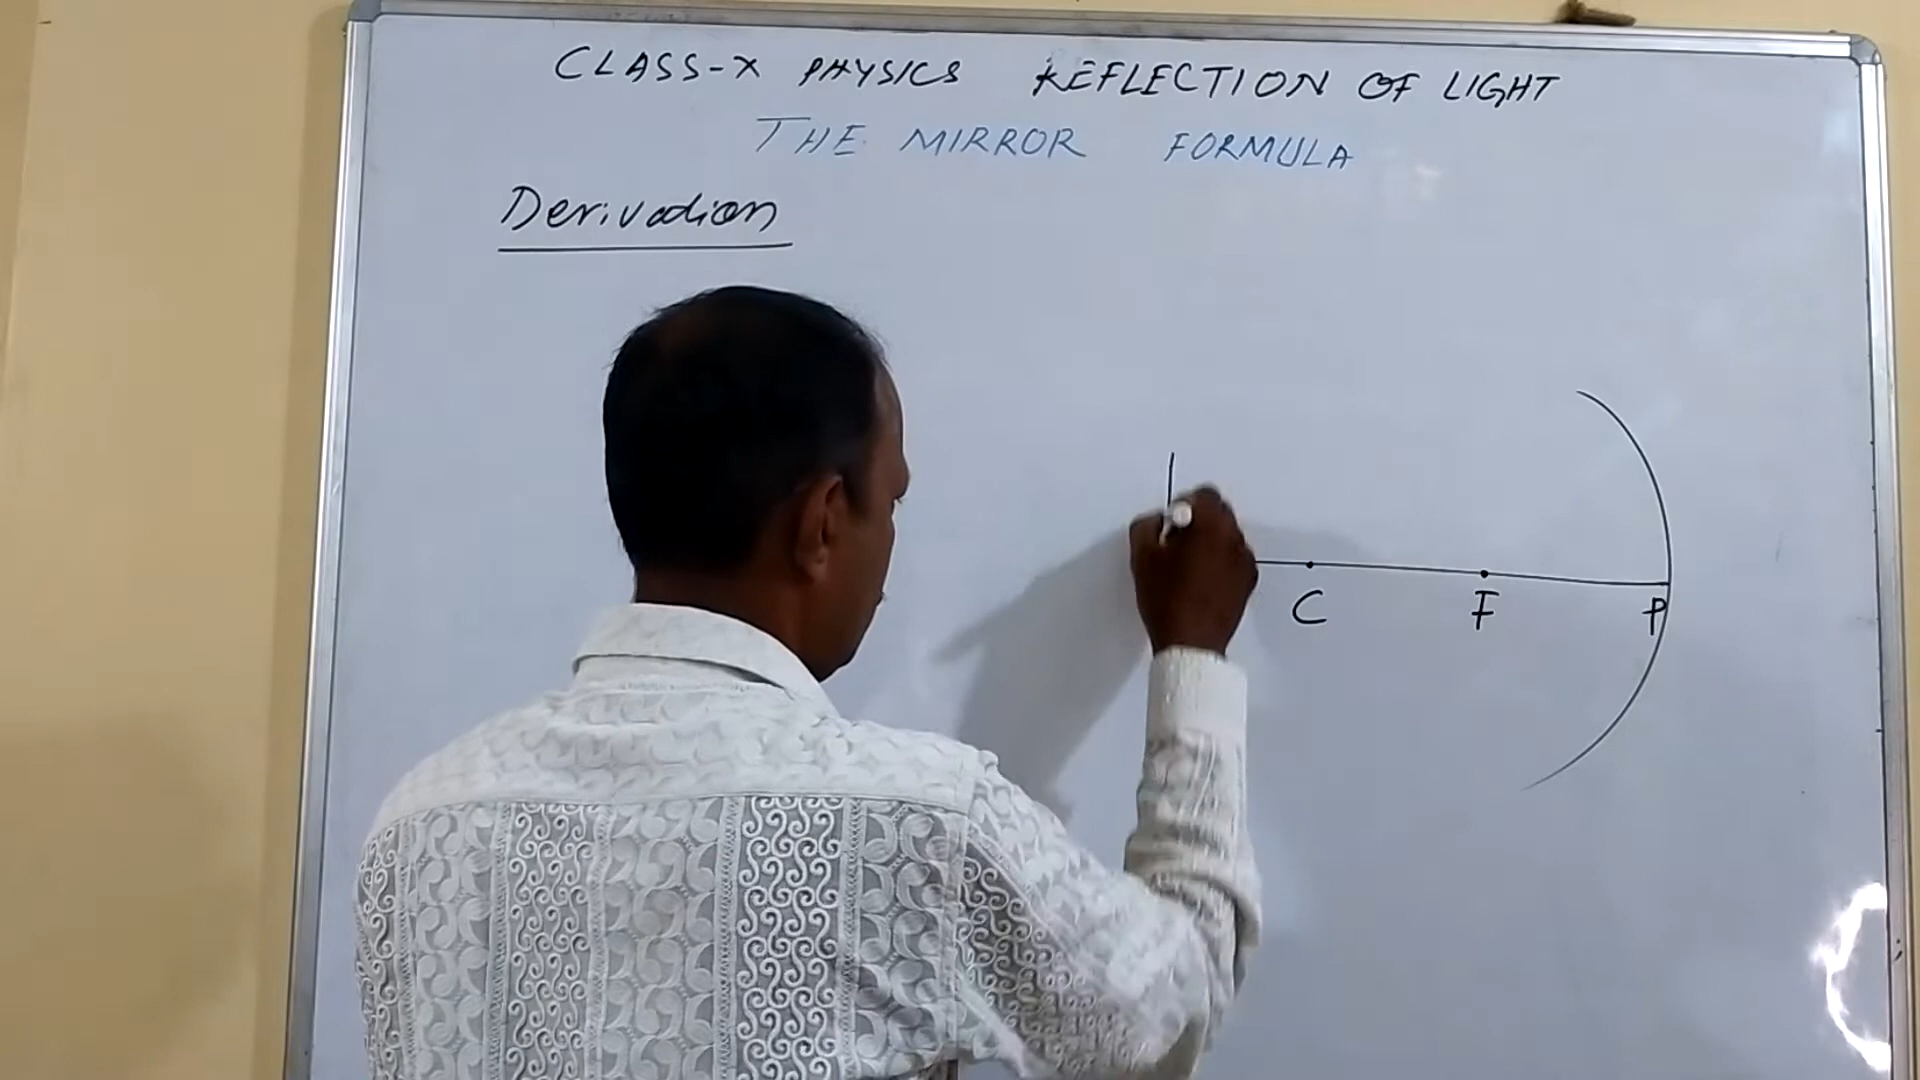 CLASS-X PHYSICS REFLECTION OF LIGHT
THE MIRROR FORMULA
Derivation
C F P